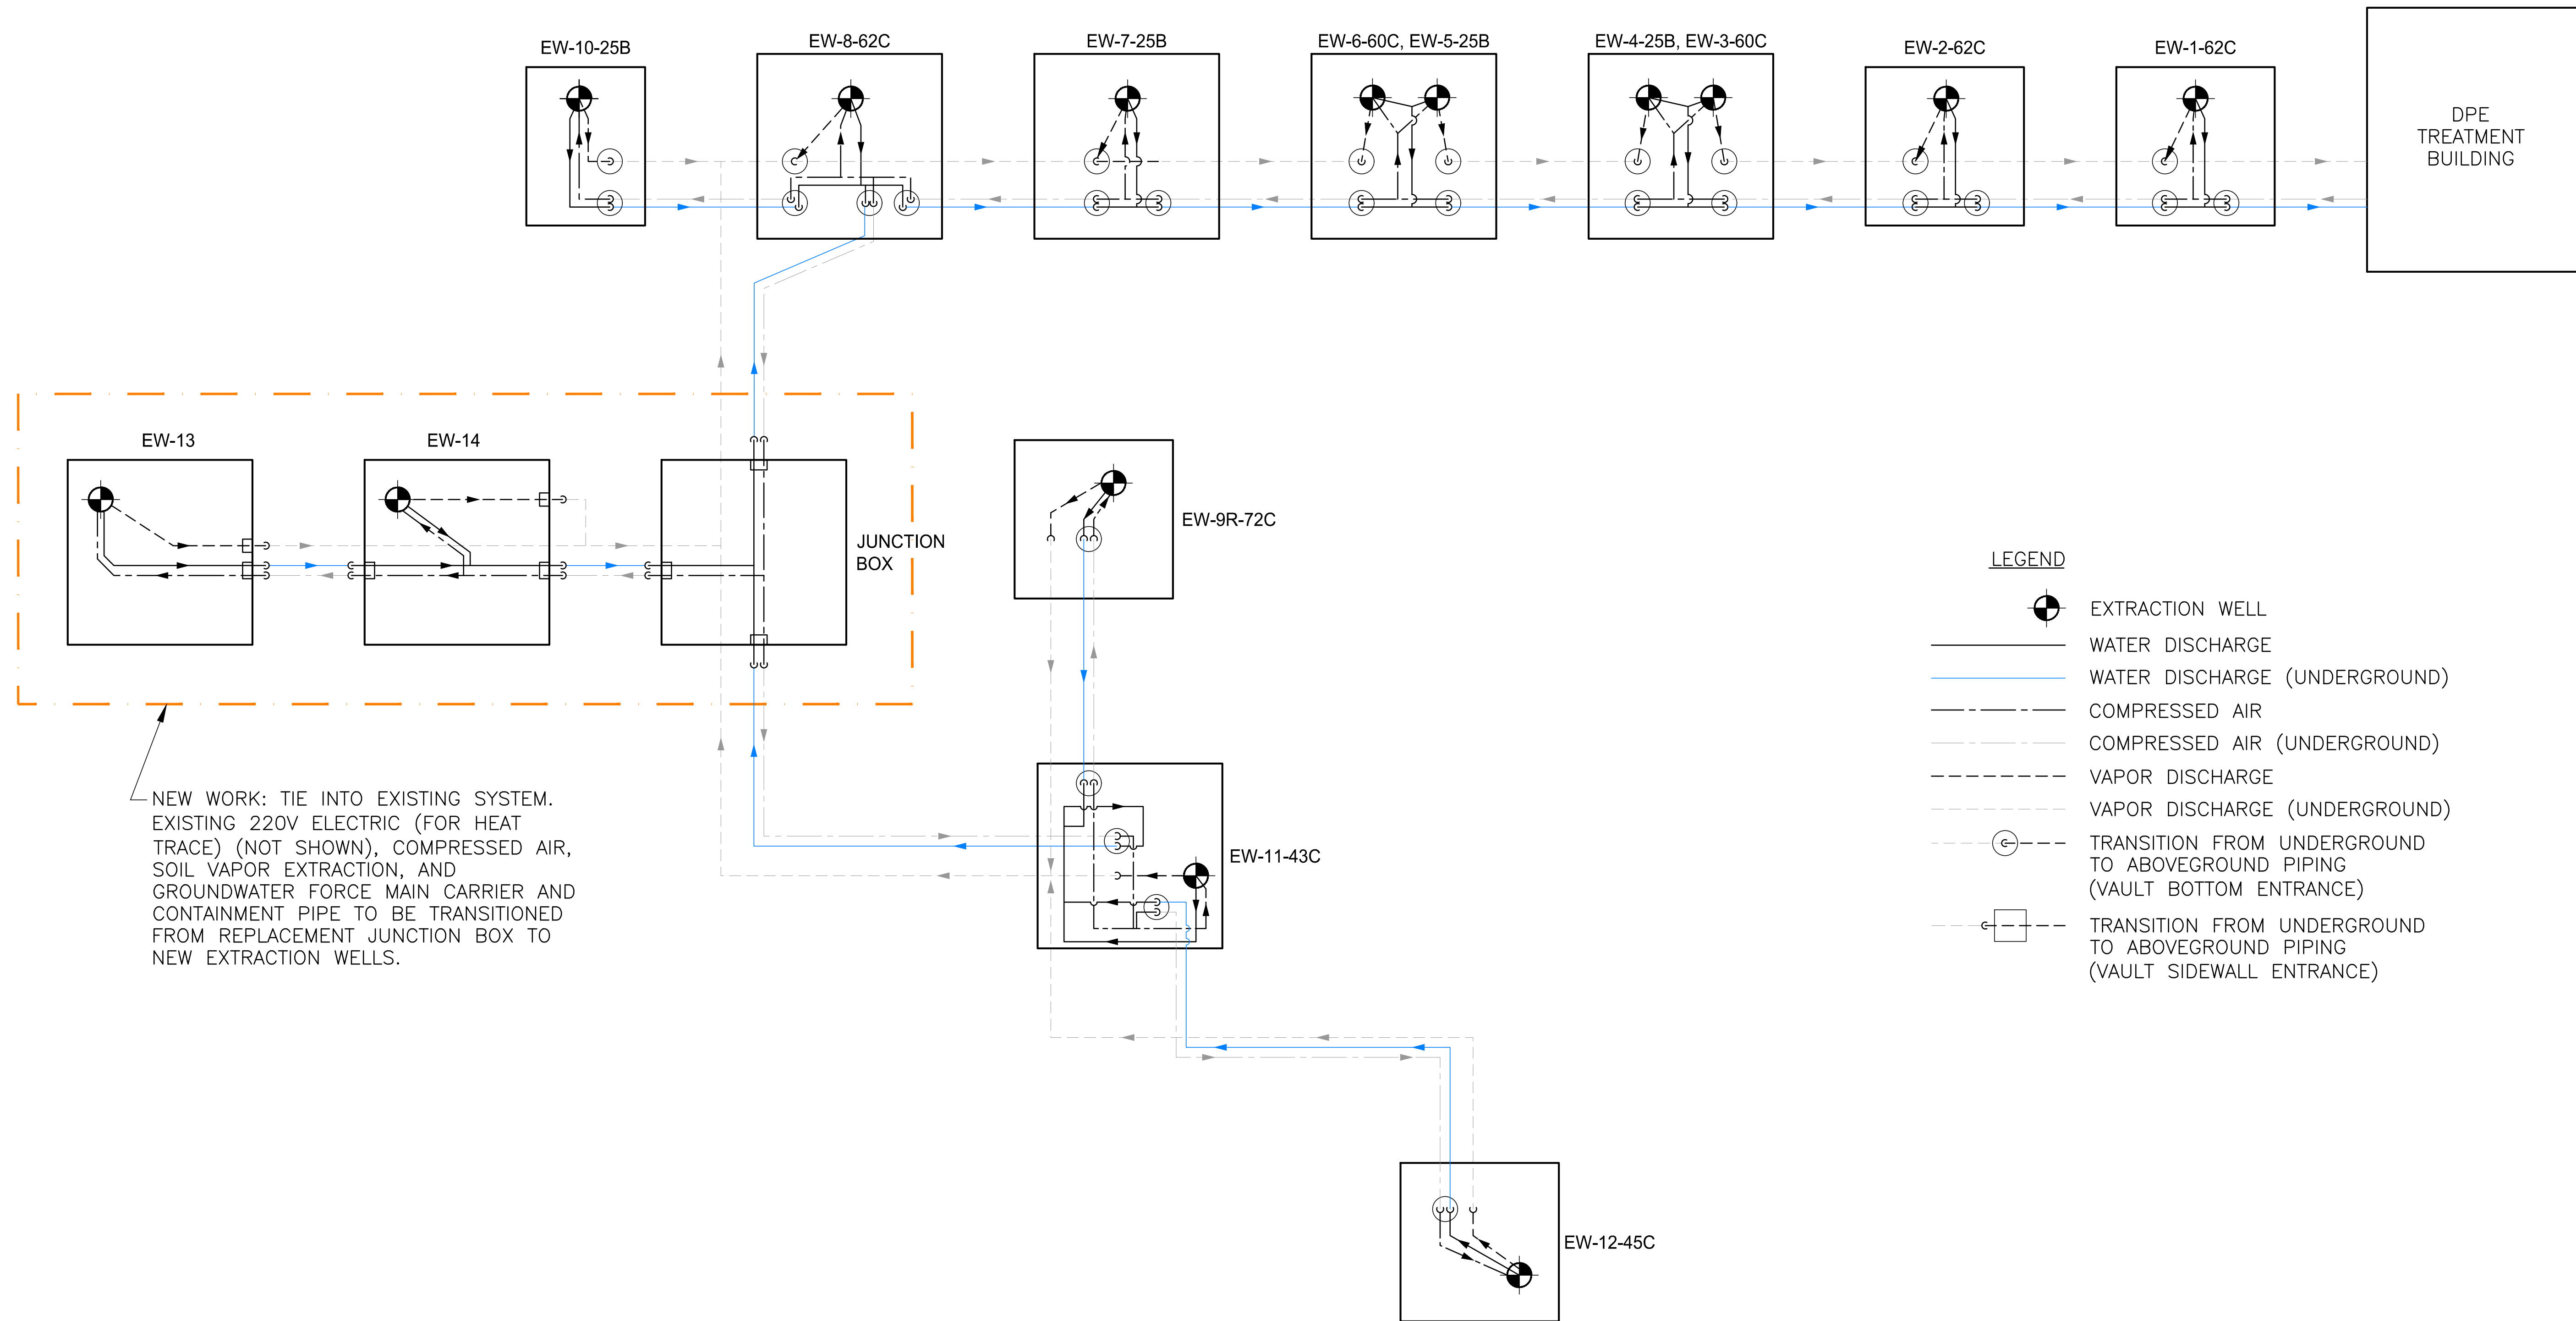 EW-10-25B
EW-8-62C
EW-7-25B
EW-6-60C, EW-5-25B
EW-4-25B, EW-3-60C
EW-2-62C
EW-1-62C
DPE
TREATMENT
BUILDING
EW-13
EW-14
JUNCTION
BOX
EW-9R-72C
EW-11-43C
EW-12-45C
NEW WORK: TIE INTO EXISTING SYSTEM.
EXISTING 220V ELECTRIC (FOR HEAT
TRACE) (NOT SHOWN), COMPRESSED AIR,
SOIL VAPOR EXTRACTION, AND
GROUNDWATER FORCE MAIN CARRIER AND
CONTAINMENT PIPE TO BE TRANSITIONED
FROM REPLACEMENT JUNCTION BOX TO
NEW EXTRACTION WELLS.
LEGEND
EXTRACTION WELL
WATER DISCHARGE
WATER DISCHARGE (UNDERGROUND)
COMPRESSED AIR
COMPRESSED AIR (UNDERGROUND)
VAPOR DISCHARGE
VAPOR DISCHARGE (UNDERGROUND)
TRANSITION FROM UNDERGROUND
TO ABOVEGROUND PIPING
(VAULT BOTTOM ENTRANCE)
TRANSITION FROM UNDERGROUND
TO ABOVEGROUND PIPING
(VAULT SIDEWALL ENTRANCE)